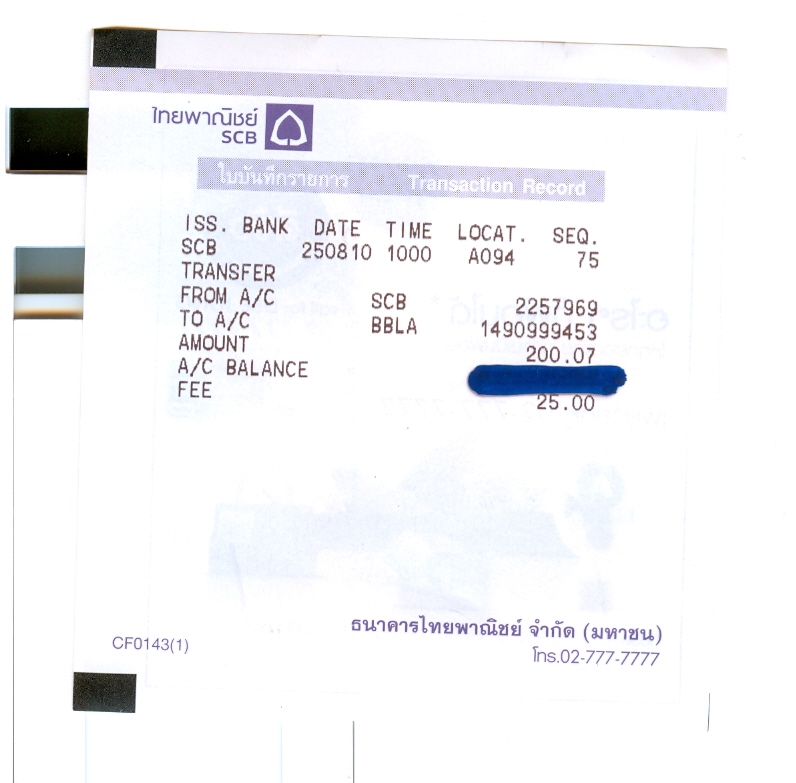 ไทยพาณิชย์
SCB
ใบบันทึกรายการ Transaction Record
ISS. BANK DATE TIME LOCAT. SEQ.
SCB 250810 1000 A094 75
TRANSFER
FROM A/C SCB 2257969
TO A/C BBLA 1490999453
AMOUNT 200.07
A/C BALANCE
FEE 25.00
ธนาคารไทยพาณิชย์ จำกัด (มหาชน)
CF0143(1) โทร.02-777-7777